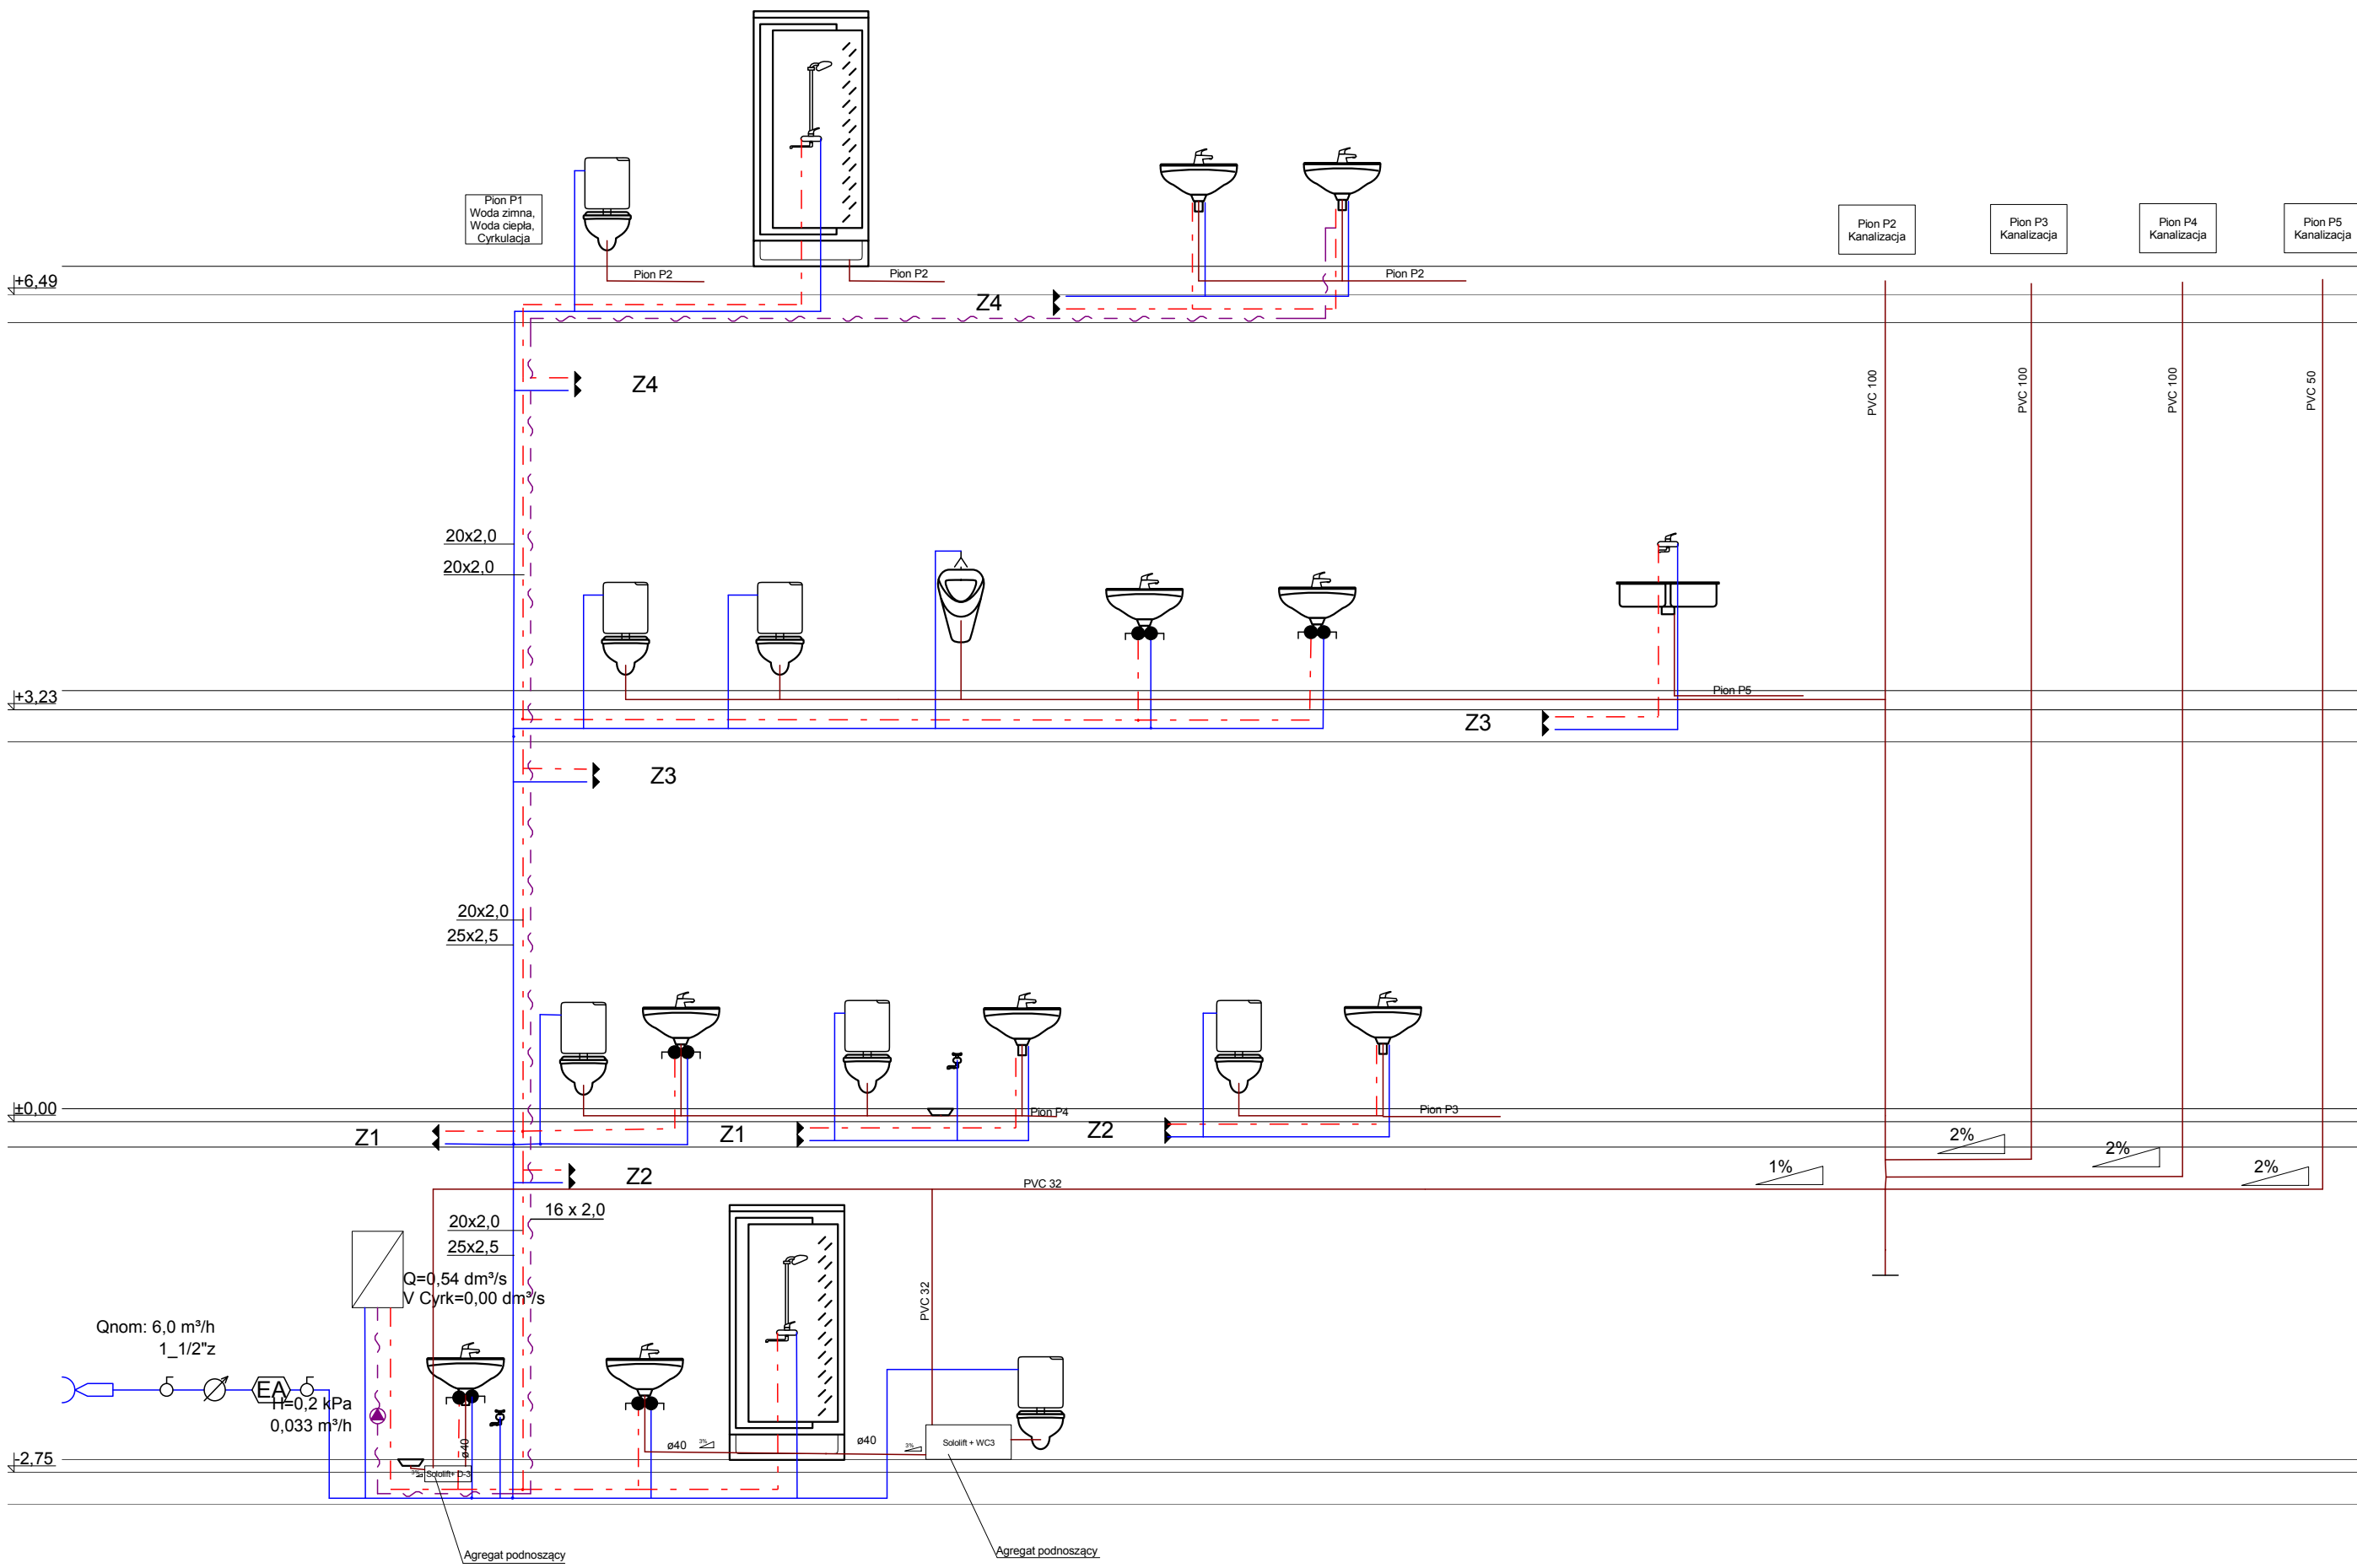 Pion P1
Woda zimna,
Woda ciepła,
Cyrkulacja
Pion P2
Kanalizacja
Pion P3
Kanalizacja
Pion P4
Kanalizacja
Pion P5
Kanalizacja
+6,49
Pion P2
Pion P2
Pion P2
Z4
Z4
PVC 100
PVC 100
PVC 100
PVC 50
20x2,0
20x2,0
+3,23
Pion P5
Z3
Z3
20x2,0
25x2,5
±0,00
Pion P4
Pion P3
Z1
Z1
Z2
2%
2%
1%
2%
Z2
PVC 32
16 x 2,0
20x2,0
25x2,5
Q=0,54 dm³/s
V Cyrk=0,00 dm³/s
PVC 32
Qnom: 6,0 m³/h
1_1/2"z
EA
H=0,2 kPa
0,033 m³/h
ø40
ø40
3%
ø40
3%
Sololift + WC3
-2,75
3%
Sololift+ D-3
Agregat podnoszący
Agregat podnoszący